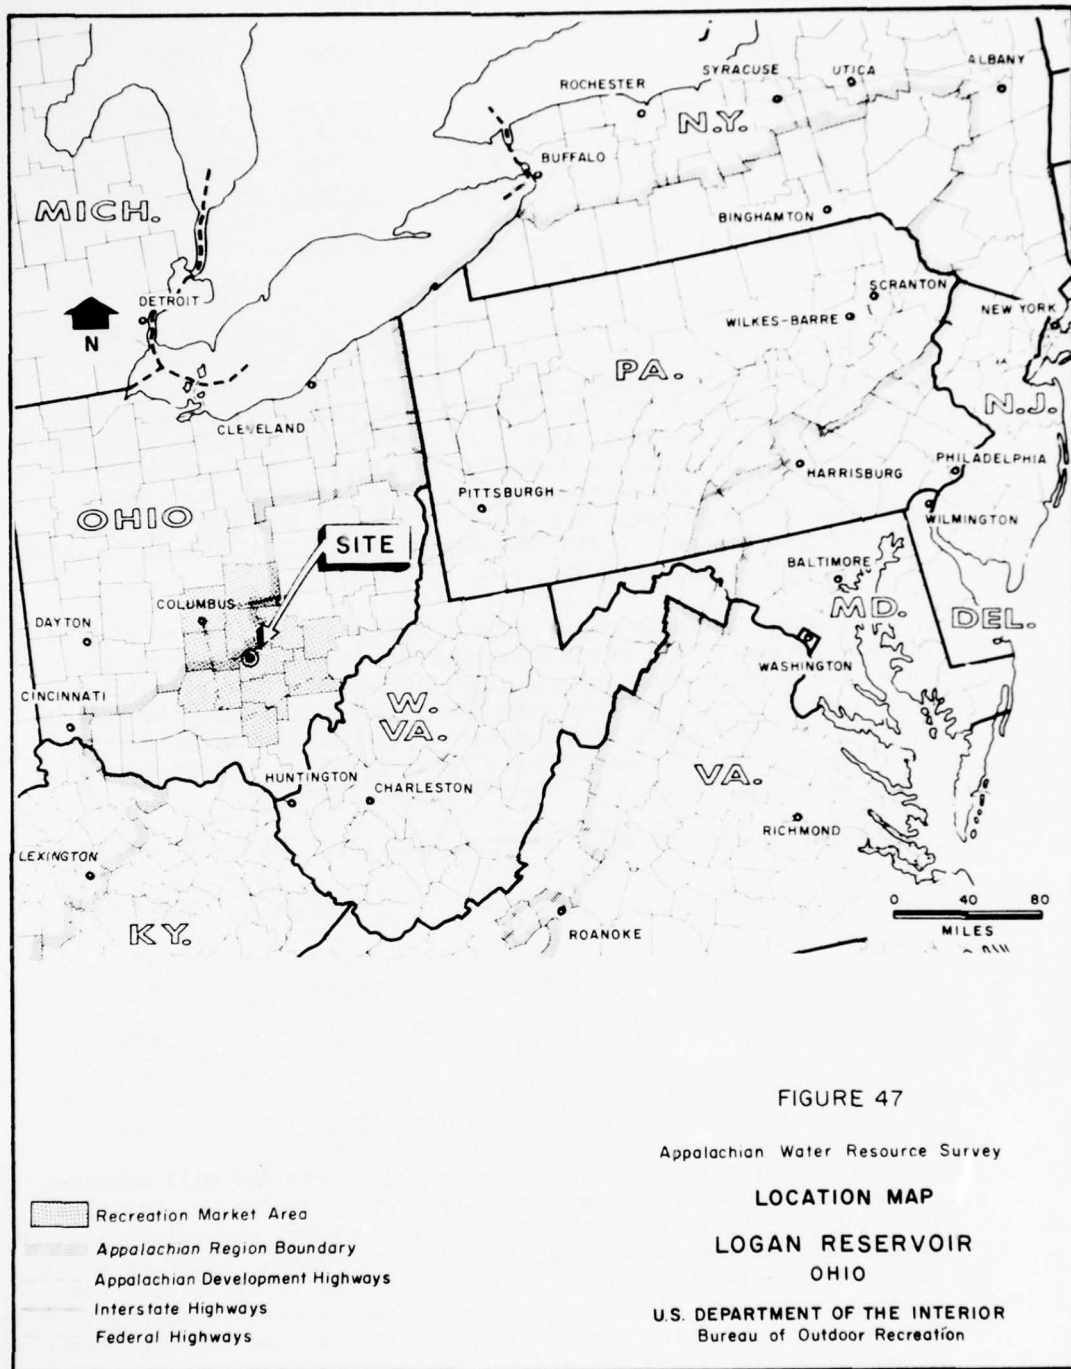 ROCHESTER
SYRACUSE
UTICA
ALBANY
N.Y.
BUFFALO
MICH.
BINGHAMTON
DETROIT
N
SCRANTON
WILKES-BARRE
NEW YORK
PA.
N.J.
CLEVELAND
PITTSBURGH
HARRISBURG
PHILADELPHIA
OHIO
WILMINGTON
SITE
BALTIMORE
COLUMBUS
MD.
DEL.
DAYTON
WASHINGTON
CINCINNATI
W.
VA.
VA.
HUNTINGTON
CHARLESTON
RICHMOND
LEXINGTON
KY.
ROANOKE
0 40 80
MILES
FIGURE 47
Appalachian Water Resource Survey
LOCATION MAP
LOGAN RESERVOIR
OHIO
U.S. DEPARTMENT OF THE INTERIOR
Bureau of Outdoor Recreation
Recreation Market Area
Appalachian Region Boundary
Appalachian Development Highways
Interstate Highways
Federal Highways